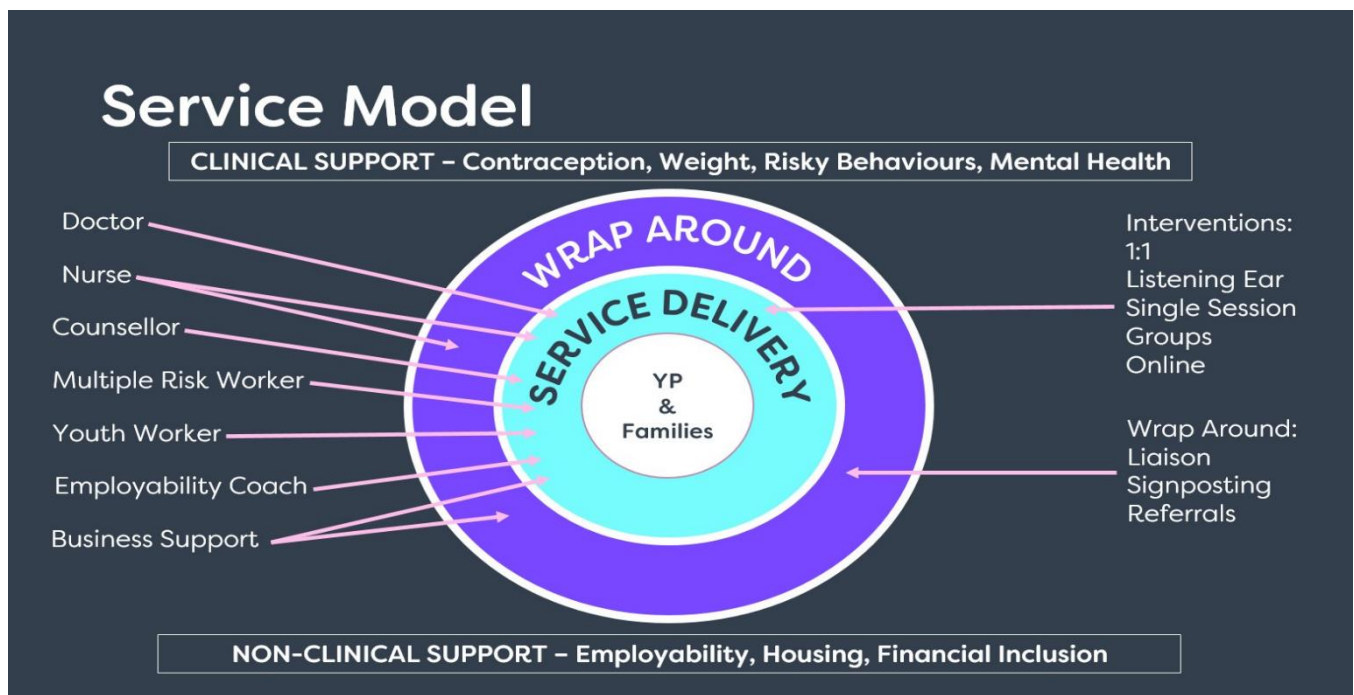 Service Model
CLINICAL SUPPORT – Contraception, Weight, Risky Behaviours, Mental Health
Doctor
Nurse
Counsellor
Multiple Risk Worker
Youth Worker
Employability Coach
Business Support
WRAP AROUND
SERVICE DELIVERY
YP
&
Families
Interventions:
1:1
Listening Ear
Single Session
Groups
Online
Wrap Around:
Liaison
Signposting
Referrals
NON-CLINICAL SUPPORT – Employability, Housing, Financial Inclusion